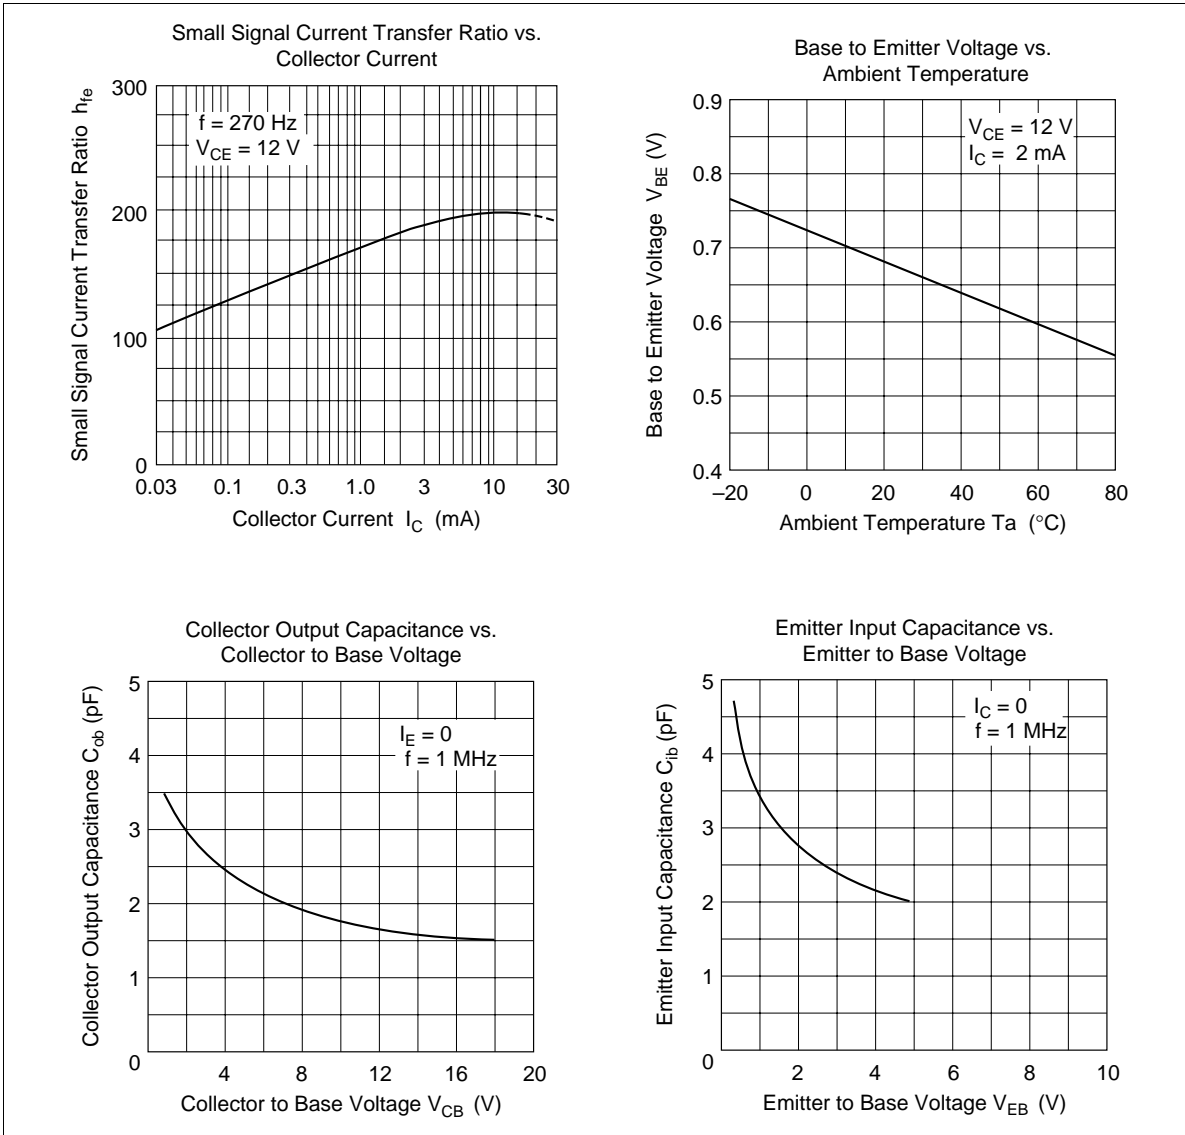 Small Signal Current Transfer Ratio vs.
Collector Current
Small Signal Current Transfer Ratio hfe
300
200
100
0
f = 270 Hz
VCE = 12 V
0.03 0.1 0.3 1.0 3 10 30
Collector Current IC (mA)
Base to Emitter Voltage vs.
Ambient Temperature
Base to Emitter Voltage VBE (V)
0.9
0.8
0.7
0.6
0.5
0.4
VCE = 12 V
IC = 2 mA
–20 0 20 40 60 80
Ambient Temperature Ta (°C)
Collector Output Capacitance vs.
Collector to Base Voltage
Collector Output Capacitance Cob (pF)
5
4
3
2
1
0
IE = 0
f = 1 MHz
4 8 12 16 20
Collector to Base Voltage VCB (V)
Emitter Input Capacitance vs.
Emitter to Base Voltage
Emitter Input Capacitance Cib (pF)
5
4
3
2
1
0
IC = 0
f = 1 MHz
2 4 6 8 10
Emitter to Base Voltage VEB (V)